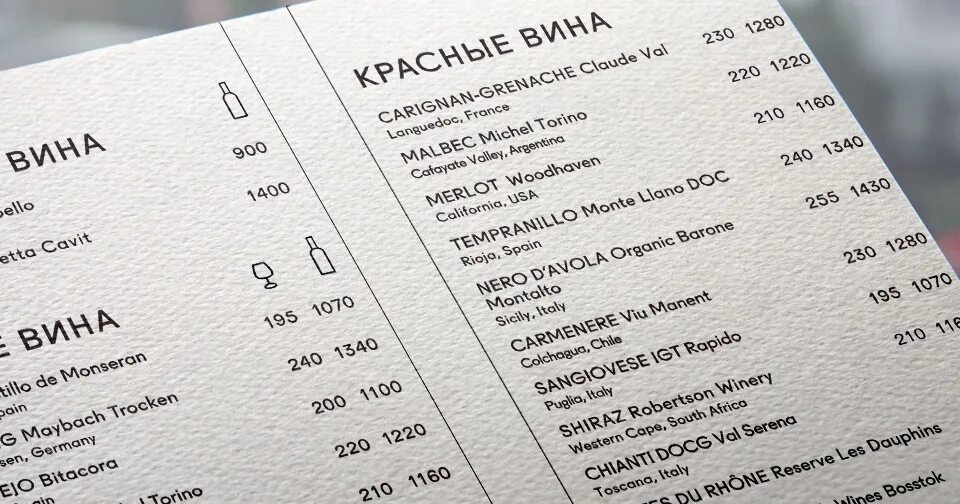 ВИНА
900
etta Cavit
1400
ВИНА
195 1070
tillo de Monseran
240 1340
G Maybach Trocken
200 1100
sen, Germany
220 1220
EJO Bitacora
210 1160
Torino
КРАСНЫЕ ВИНА
CARIGNAN-GRENACHE Claude Val 230 1280
Languedoc, France
MALBEC Michel Torino 220 1220
Cafayate Valley, Argentina
MERLOT Woodhaven 210 1160
California, USA
TEMPRANILLO Monte Llano DOC 240 1340
Rioja, Spain
NERO D'AVOLA Organic Barone 255 1430
Montalto
Sicily, Italy
CARMENERE Viu Manent 230 1280
Colchagua, Chile
SANGIOVESE IGT Rapido 195 1070
Puglia, Italy
SHIRAZ Robertson Winery 210
Western Cape, South Africa
CHIANTI DOCG Val Serena
Toscana, Italy
DU RHÔNE Reserve Les Dauphins
Wines Bosstok